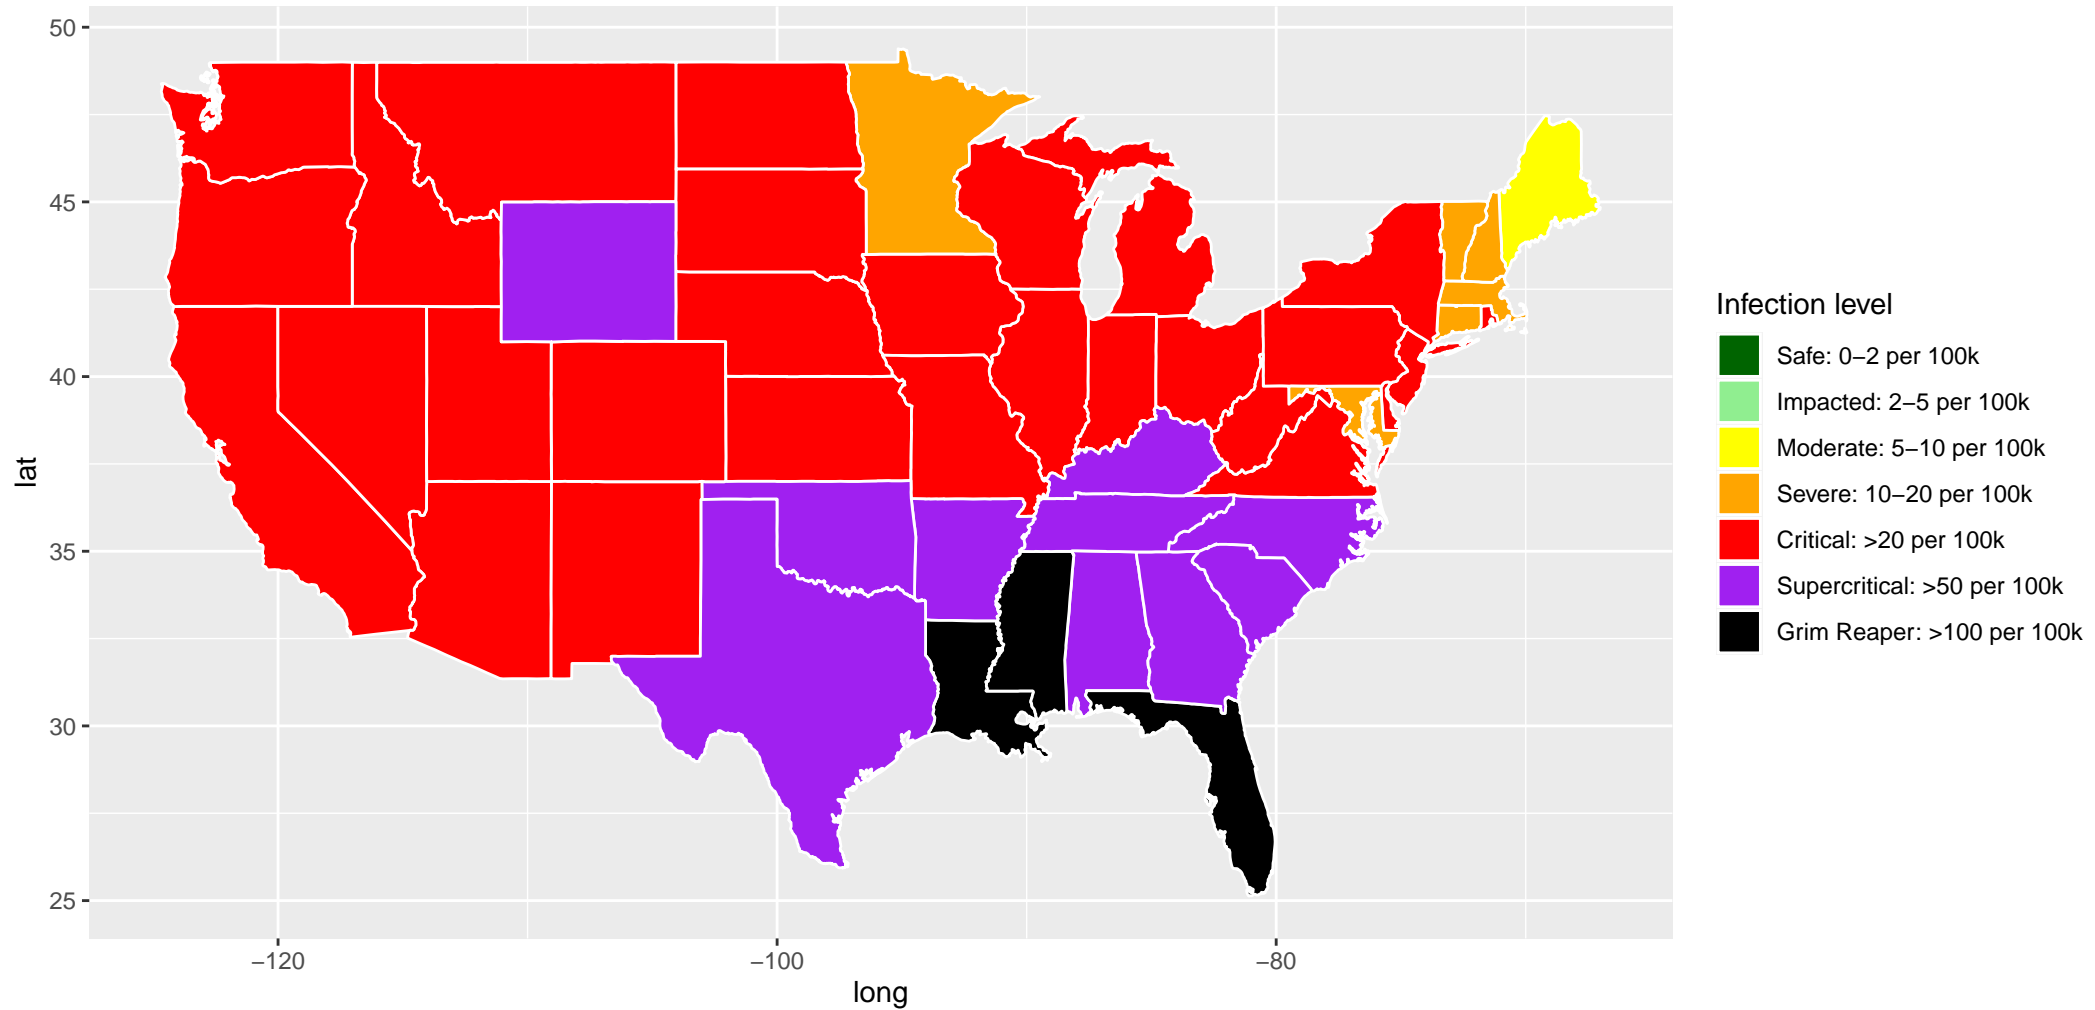 50
45
40
35
30
25
lat
−120
−100
−80
long
Infection level
Safe: 0−2 per 100k
Impacted: 2−5 per 100k
Moderate: 5−10 per 100k
Severe: 10−20 per 100k
Critical: >20 per 100k
Supercritical: >50 per 100k
Grim Reaper: >100 per 100k